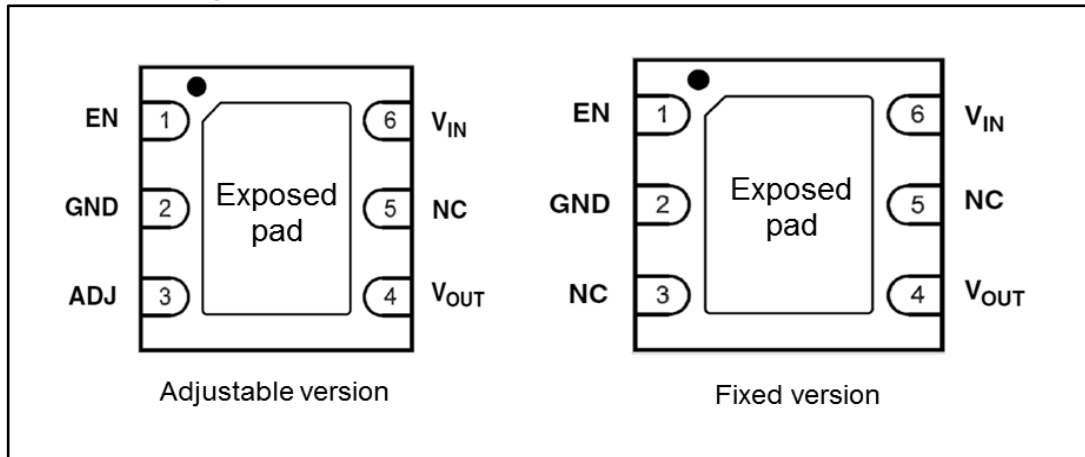 EN 1 6 VIN
GND 2 Exposed pad 5 NC
ADJ 3 4 VOUT
Adjustable version
EN 1 6 VIN
GND 2 Exposed pad 5 NC
NC 3 4 VOUT
Fixed version